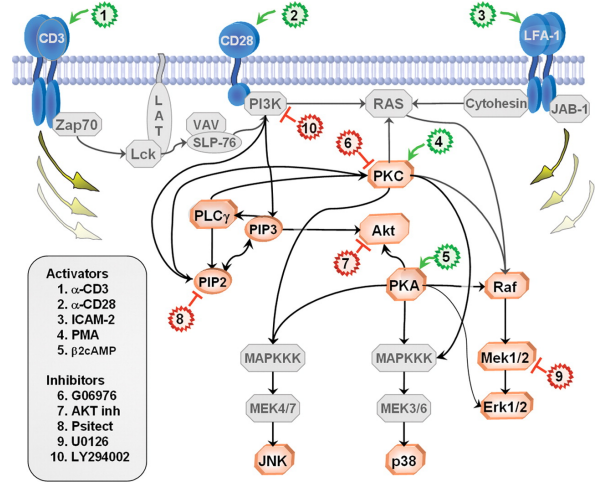 1
2
3
CD3
CD28
LFA-1
LAT
Zap70
Lck
VAV
SLP-76
PI3K
RAS
Cytohesin
JAB-1
10
6
4
PKC
PLCγ
PIP3
Akt
7
5
PIP2
8
PKA
Raf
MAPKKK
MAPKKK
Mek1/2
9
MEK4/7
MEK3/6
Erk1/2
JNK
p38
Activators
1. α-CD3
2. α-CD28
3. ICAM-2
4. PMA
5. β2cAMP
Inhibitors
6. G06976
7. AKT inh
8. Psitect
9. U0126
10. LY294002